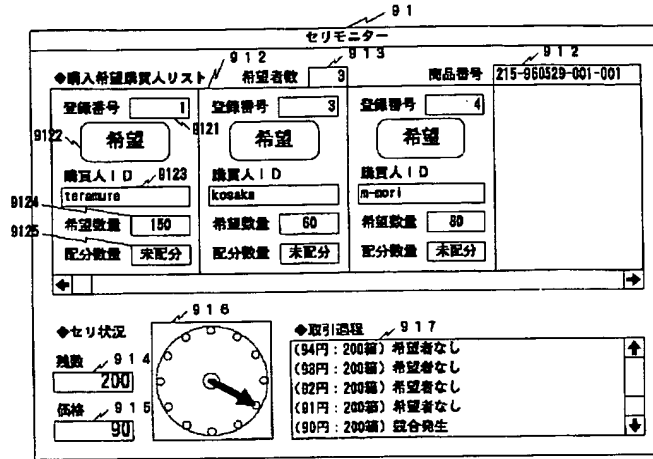 91
セリモニター
912
913
912
◆購入希望購買人リスト 希望者数 3 商品番号 215-960529-001-001
登録番号 1 登録番号 3 登録番号 4
9121
9122 希望 希望 希望
購買人ID 9123 購買人ID 購買人ID
teramura kosaka m-mori
9124 希望数量 150 希望数量 60 希望数量 80
9125 配分数量 未配分 配分数量 未配分 配分数量 未配分
◆セリ状況 916 ◆取引過程 917
残数 914
200
価格 915
90
(94円:200箱) 希望者なし
(93円:200箱) 希望者なし
(92円:200箱) 希望者なし
(91円:200箱) 希望者なし
(90円:200箱) 競合発生